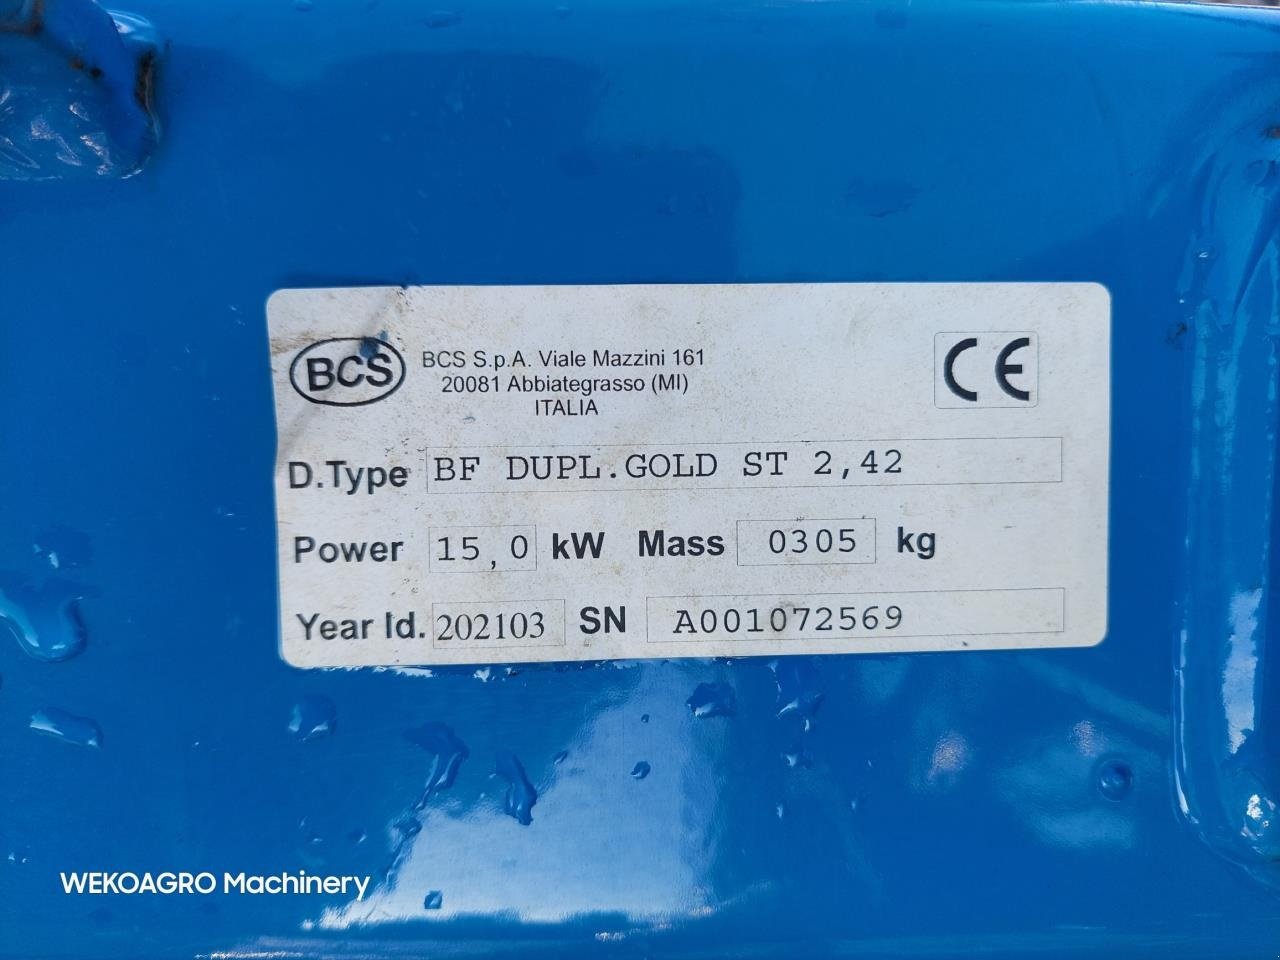 BCS BCS S.p.A. Viale Mazzini 161
20081 Abbiategrasso (MI)
ITALIA
CE
D.Type BF DUPL.GOLD ST 2,42
Power 15,0 kW Mass 0305 kg
Year Id. 202103 SN A001072569
WEKOAGRO Machinery